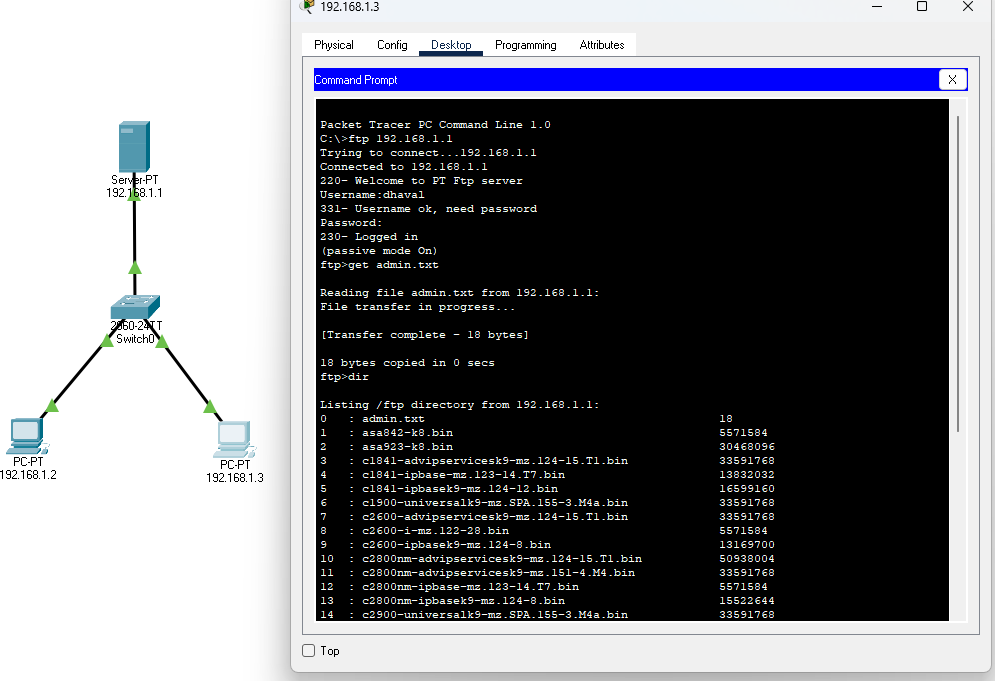 192.168.1.3
Physical Config Desktop Programming Attributes
Command Prompt
X
Packet Tracer PC Command Line 1.0
C:\>ftp 192.168.1.1
Trying to connect...192.168.1.1
Connected to 192.168.1.1
220- Welcome to PT Ftp server
Username:dhaval
331- Username ok, need password
Password:
230- Logged in
(passive mode On)
ftp>get admin.txt
Reading file admin.txt from 192.168.1.1:
File transfer in progress...
[Transfer complete - 18 bytes]
18 bytes copied in 0 secs
ftp>dir
Listing /ftp directory from 192.168.1.1:
0 : admin.txt 18
1 : asa842-k8.bin 5571584
2 : asa923-k8.bin 30468096
3 : c1841-advipservicesk9-mz.124-15.T1.bin 33591768
4 : c1841-ipbase-mz.123-14.T7.bin 13832032
5 : c1841-ipbasek9-mz.124-12.bin 16599160
6 : c1900-universalk9-mz.SPA.155-3.M4a.bin 33591768
7 : c2600-advipservicesk9-mz.124-15.T1.bin 33591768
8 : c2600-i-mz.122-28.bin 5571584
9 : c2600-ipbasek9-mz.124-8.bin 13169700
10 : c2800nm-advipservicesk9-mz.124-15.T1.bin 50938004
11 : c2800nm-advipservicesk9-mz.151-4.M4.bin 33591768
12 : c2800nm-ipbase-mz.123-14.T7.bin 5571584
13 : c2800nm-ipbasek9-mz.124-8.bin 15522644
14 : c2900-universalk9-mz.SPA.155-3.M4a.bin 33591768
Top
Server-PT
192.168.1.1
2960-24TT
Switch0
PC-PT
192.168.1.2
PC-PT
192.168.1.3